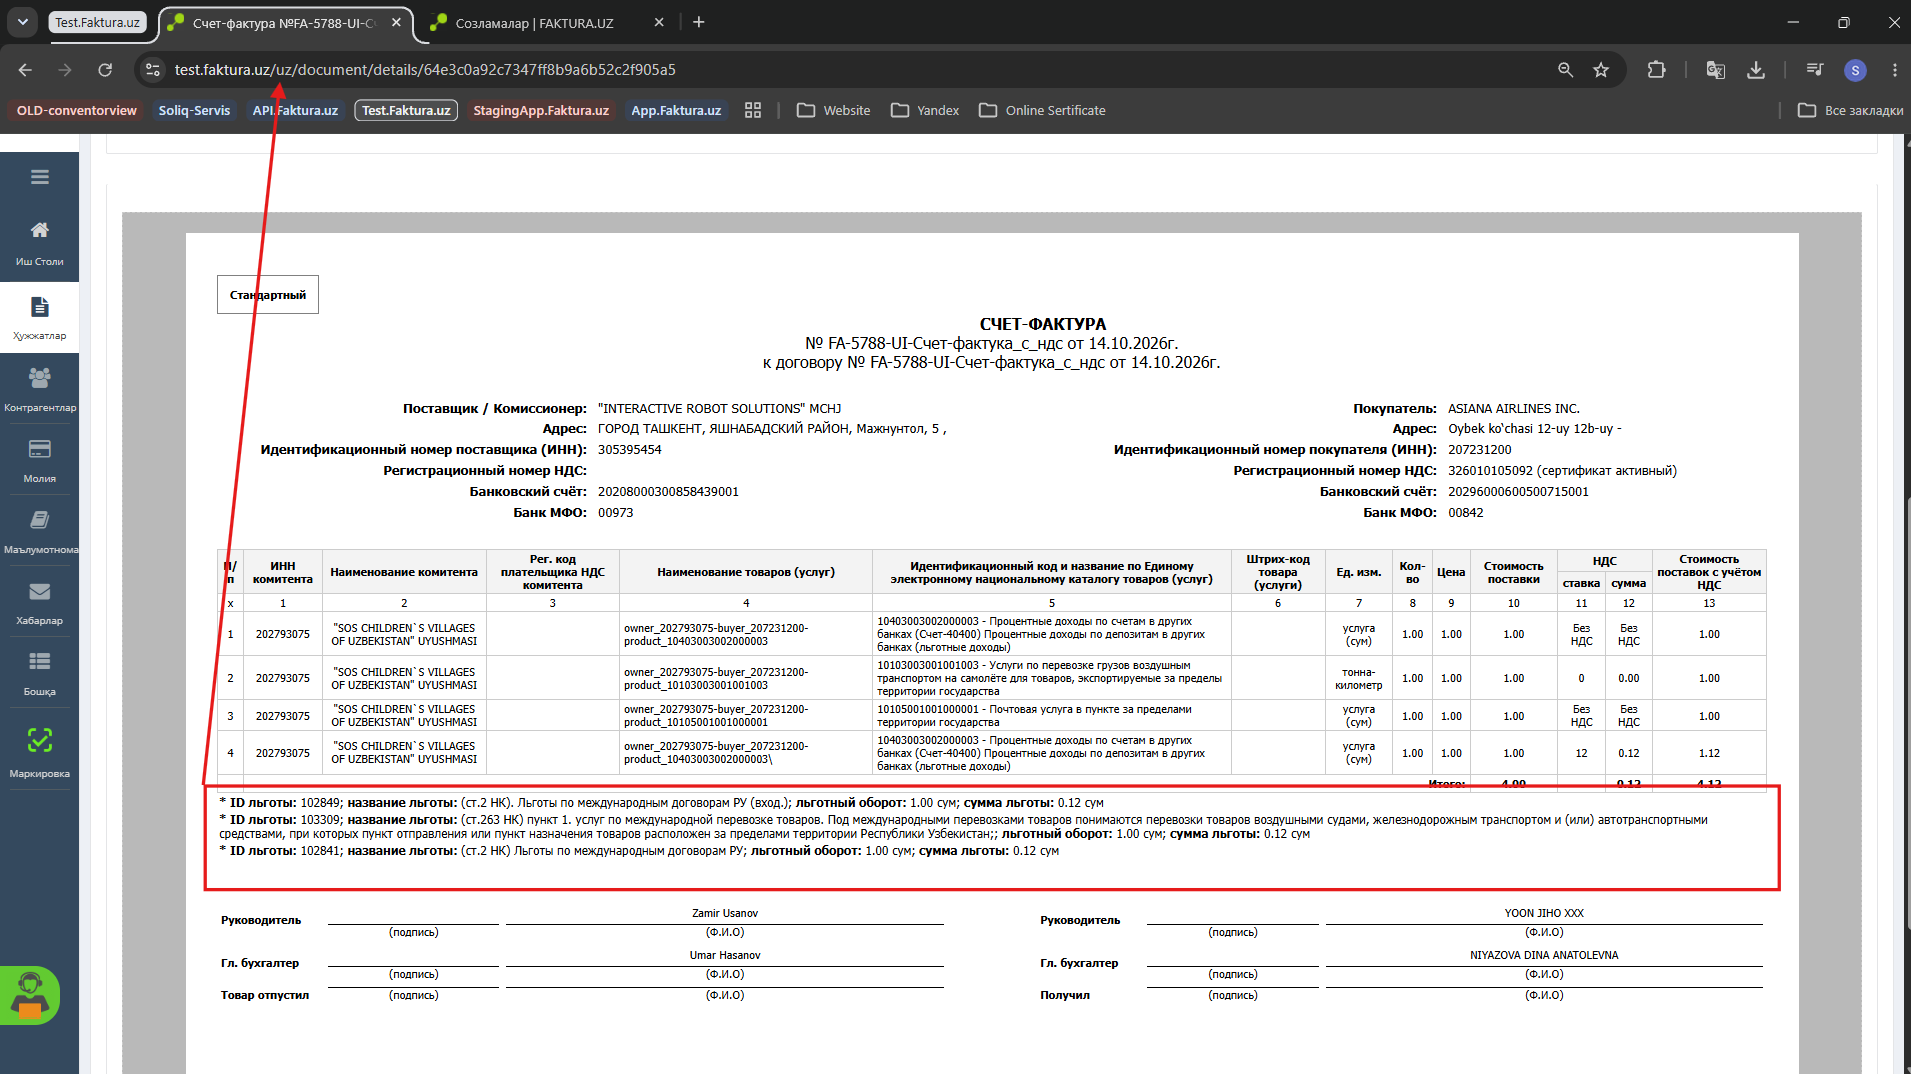 Test.Faktura.uz
Счет-фактура №FA-5788-UI-С
Созламалар | FAKTURA.UZ
test.faktura.uz/uz/document/details/64e3c0a92c7347ff8b9a6b52c2f905a5
S
OLD-conventorview
Soliq-Servis
API.Faktura.uz
Test.Faktura.uz
StagingApp.Faktura.uz
App.Faktura.uz
Website
Yandex
Online Sertificate
Все закладки
Иш Столи
Ҳужжатлар
Контрагентлар
Молия
Маълумотнома
Хабарлар
Бошқа
Маркировка
Стандартный
СЧЕТ-ФАКТУРА
№ FA-5788-UI-Счет-фактука_с_ндс от 14.10.2026г.
к договору № FA-5788-UI-Счет-фактука_с_ндс от 14.10.2026г.
Поставщик / Комиссионер: "INTERACTIVE ROBOT SOLUTIONS" MCHJ
Адрес: ГОРОД ТАШКЕНТ, ЯШНАБАДСКИЙ РАЙОН, Мажнунтол, 5 ,
Идентификационный номер поставщика (ИНН): 305395454
Регистрационный номер НДС:
Банковский счёт: 20208000300858439001
Банк МФО: 00973
Покупатель: ASIANA AIRLINES INC.
Адрес: Oybek ko‘chasi 12-uy 12b-uy -
Идентификационный номер покупателя (ИНН): 207231200
Регистрационный номер НДС: 326010105092 (сертификат активный)
Банковский счёт: 20296000600500715001
Банк МФО: 00842
П/п
ИНН комитента
Наименование комитента
Рег. код плательщика НДС комитента
Наименование товаров (услуг)
Идентификационный код и название по Единому электронному национальному каталогу товаров (услуг)
Штрих-код товара (услуги)
Ед. изм.
Кол-во
Цена
Стоимость поставки
НДС
ставка
сумма
Стоимость поставок с учётом НДС
x 1 2 3 4 5 6 7 8 9 10 11 12 13
1 202793075 "SOS CHILDREN`S VILLAGES OF UZBEKISTAN" UYUSHMASI owner_202793075-buyer_207231200-product_10403003002000003 10403003002000003 - Процентные доходы по счетам в других банках (Счет-40400) Процентные доходы по депозитам в других банках (льготные доходы) услуга (сум) 1.00 1.00 1.00 Без НДС Без НДС 1.00
2 202793075 "SOS CHILDREN`S VILLAGES OF UZBEKISTAN" UYUSHMASI owner_202793075-buyer_207231200-product_10103003001001003 10103003001001003 - Услуги по перевозке грузов воздушным транспортом на самолёте для товаров, экспортируемые за пределы территории государства тонна-километр 1.00 1.00 1.00 0 0.00 1.00
3 202793075 "SOS CHILDREN`S VILLAGES OF UZBEKISTAN" UYUSHMASI owner_202793075-buyer_207231200-product_10105001001000001 10105001001000001 - Почтовая услуга в пункте за пределами территории государства услуга (сум) 1.00 1.00 1.00 Без НДС Без НДС 1.00
4 202793075 "SOS CHILDREN`S VILLAGES OF UZBEKISTAN" UYUSHMASI owner_202793075-buyer_207231200-product_10403003002000003\ 10403003002000003 - Процентные доходы по счетам в других банках (Счет-40400) Процентные доходы по депозитам в других банках (льготные доходы) услуга (сум) 1.00 1.00 1.00 12 0.12 1.12
Итого: 4.00 0.12 4.12
* ID льготы: 102849; название льготы: (ст.2 НК). Льготы по международным договорам РУ (вход.); льготный оборот: 1.00 сум; сумма льготы: 0.12 сум
* ID льготы: 103309; название льготы: (ст.263 НК) пункт 1. услуг по международной перевозке товаров. Под международными перевозками товаров понимаются перевозки товаров воздушными судами, железнодорожным транспортом и (или) автотранспортными
средствами, при которых пункт отправления или пункт назначения товаров расположен за пределами территории Республики Узбекистан;; льготный оборот: 1.00 сум; сумма льготы: 0.12 сум
* ID льготы: 102841; название льготы: (ст.2 НК) Льготы по международным договорам РУ; льготный оборот: 1.00 сум; сумма льготы: 0.12 сум
Руководитель Zamir Usanov
(подпись) (Ф.И.О)
Гл. бухгалтер Umar Hasanov
(подпись) (Ф.И.О)
Товар отпустил (подпись) (Ф.И.О)
Руководитель YOON JIHO XXX
(подпись) (Ф.И.О)
Гл. бухгалтер NIYAZOVA DINA ANATOLEVNA
(подпись) (Ф.И.О)
Получил (подпись) (Ф.И.О)